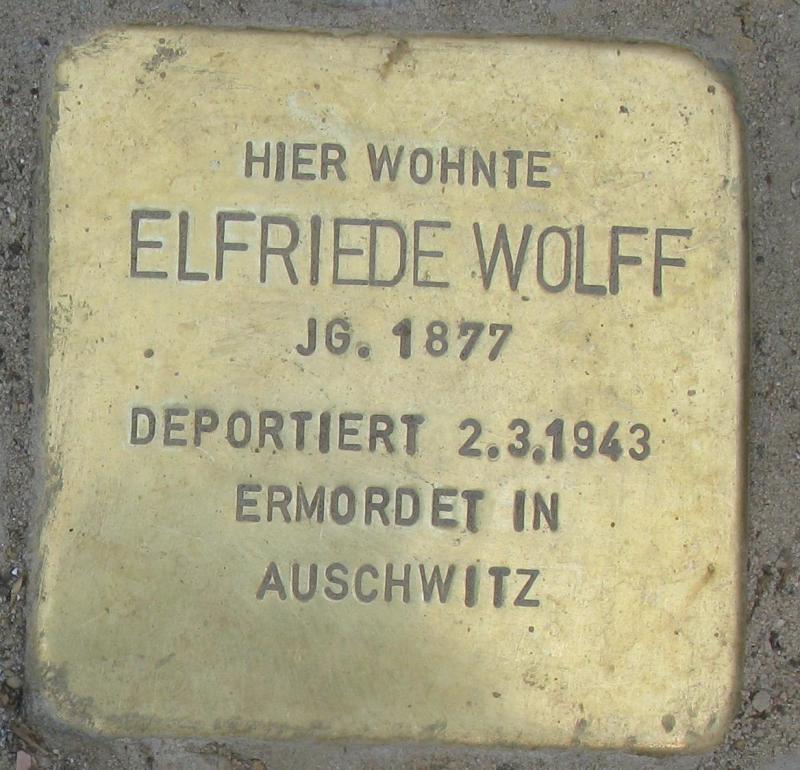 HIER WOHNTE
ELFRIEDE WOLFF
JG. 1877
DEPORTIERT 2.3.1943
ERMORDET IN
AUSCHWITZ